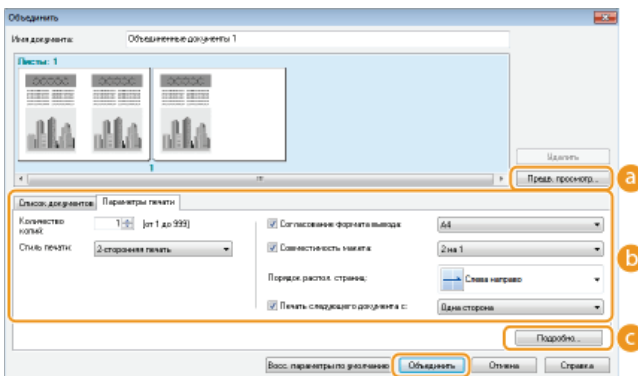 Объединить
Имя документа: Объединенные документы 1
Листы: 1
1
Удалить
Предв. просмотр...
a
Список документов Параметры печати
Количество копий: 1 (от 1 до 999)
Стиль печати: 2-сторонняя печать
Согласование формата вывода: A4
Совместимость макета: 2 на 1
Порядок распол. страниц: Слева направо
Печать следующего документа с: Одна сторона
b
Подробно...
c
Восс. параметры по умолчанию Объединить Отмена Справка